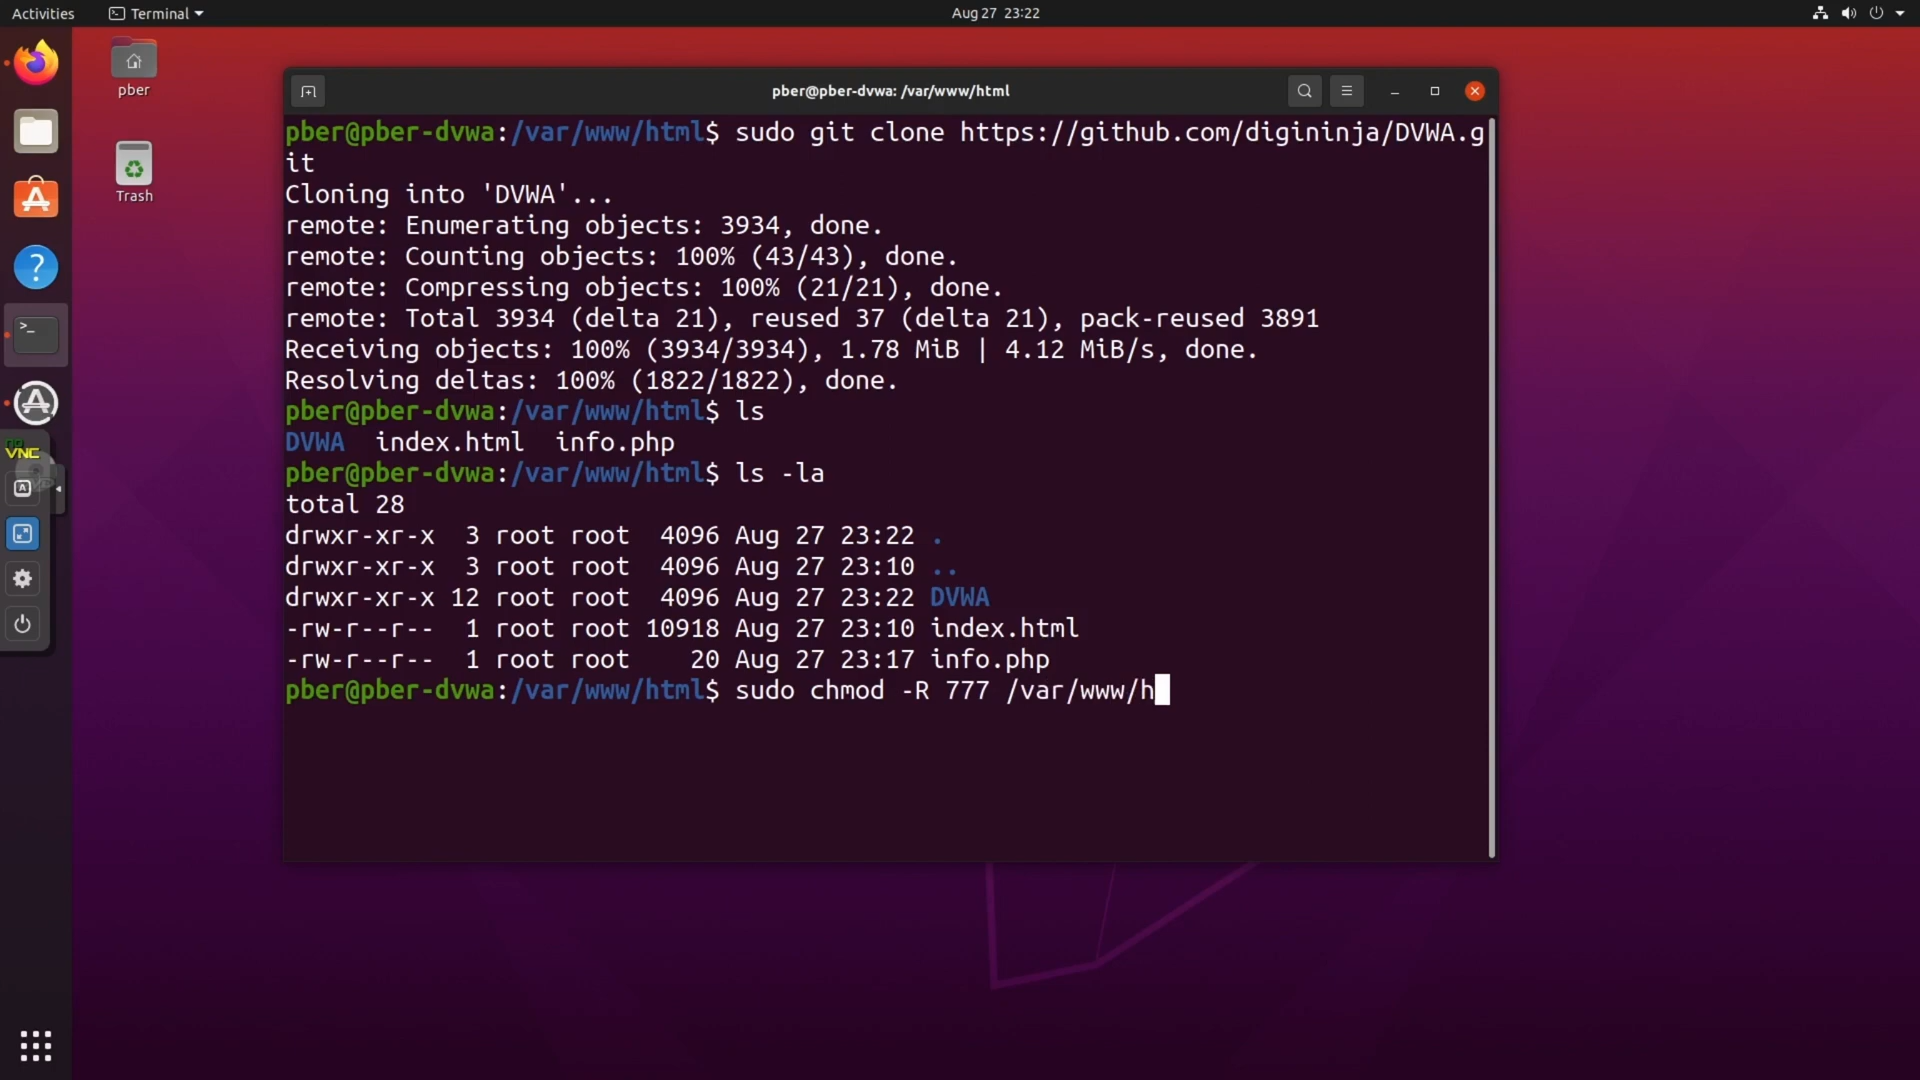 Activities
Terminal
Aug 27 23:22
pber
Trash
pber@pber-dvwa: /var/www/html
pber@pber-dvwa:/var/www/html$ sudo git clone https://github.com/digininja/DVWA.g
it
Cloning into 'DVWA'...
remote: Enumerating objects: 3934, done.
remote: Counting objects: 100% (43/43), done.
remote: Compressing objects: 100% (21/21), done.
remote: Total 3934 (delta 21), reused 37 (delta 21), pack-reused 3891
Receiving objects: 100% (3934/3934), 1.78 MiB | 4.12 MiB/s, done.
Resolving deltas: 100% (1822/1822), done.
pber@pber-dvwa:/var/www/html$ ls
DVWA  index.html  info.php
pber@pber-dvwa:/var/www/html$ ls -la
total 28
drwxr-xr-x  3 root root  4096 Aug 27 23:22 .
drwxr-xr-x  3 root root  4096 Aug 27 23:10 ..
drwxr-xr-x 12 root root  4096 Aug 27 23:22 DVWA
-rw-r--r--  1 root root 10918 Aug 27 23:10 index.html
-rw-r--r--  1 root root    20 Aug 27 23:17 info.php
pber@pber-dvwa:/var/www/html$ sudo chmod -R 777 /var/www/h
no
VNC